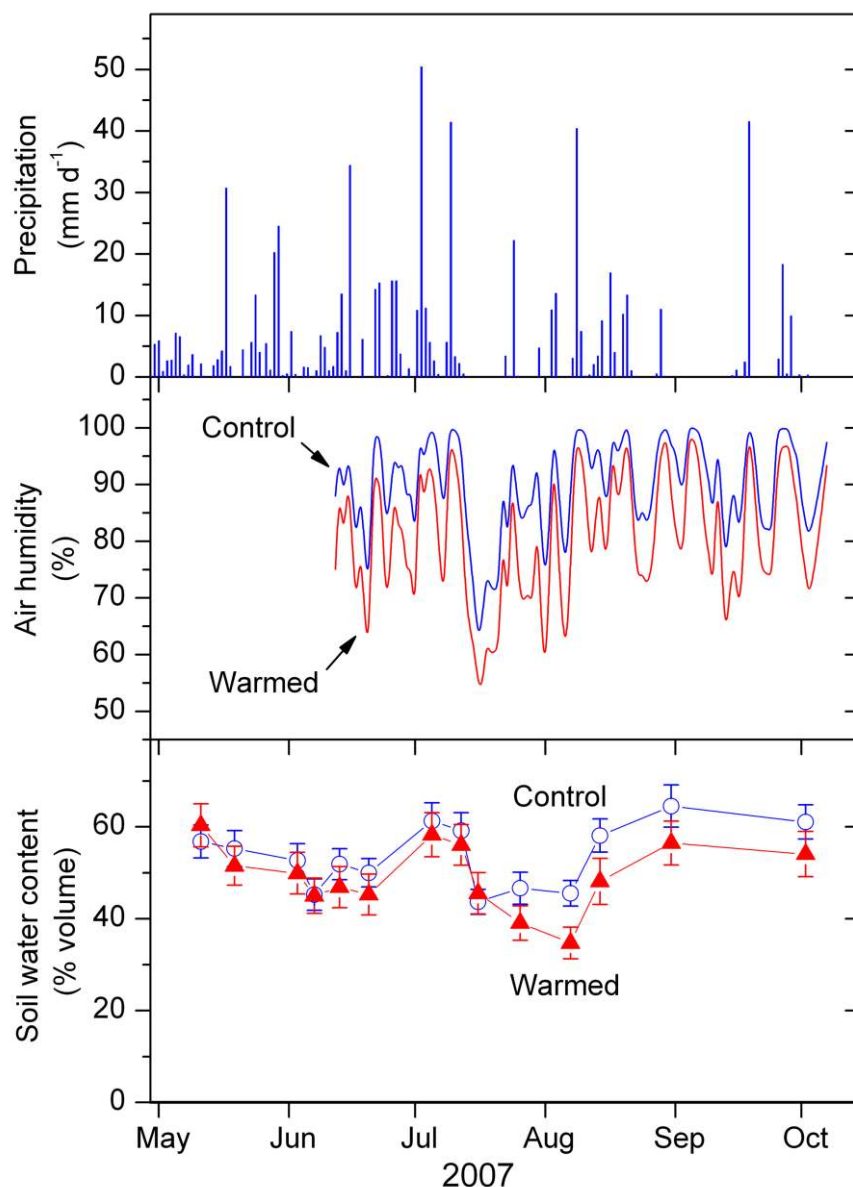 Precipitation
(mm d⁻¹)
50
40
30
20
10
0
Air humidity
(%)
100
90
80
70
60
50
Control
Warmed
Soil water content
(% volume)
60
40
20
0
Control
Warmed
May Jun Jul Aug Sep Oct
2007